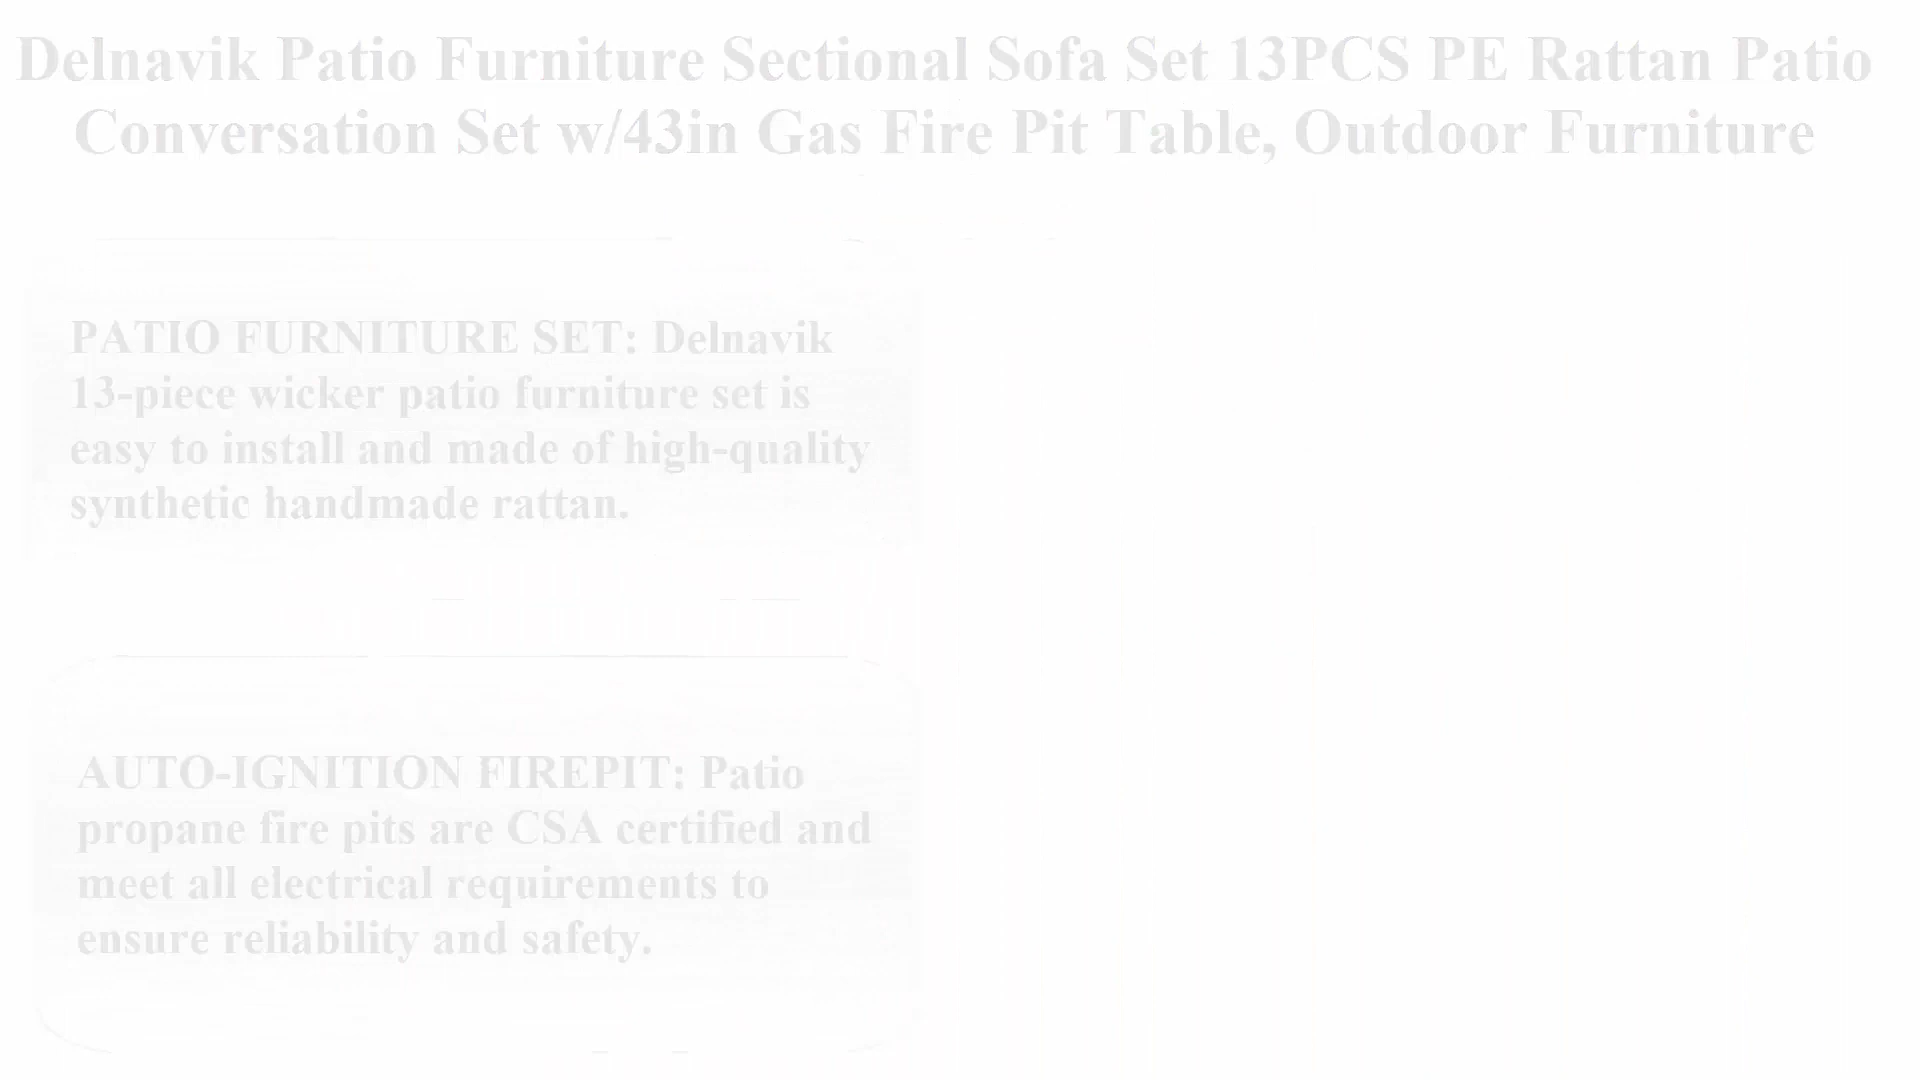 Delnavik Patio Furniture Sectional Sofa Set 13PCS PE Rattan Patio
Conversation Set w/43in Gas Fire Pit Table, Outdoor Furniture
PATIO FURNITURE SET: Delnavik
13-piece wicker patio furniture set is
easy to install and made of high-quality
synthetic handmade rattan.
AUTO-IGNITION FIREPIT: Patio
propane fire pits are CSA certified and
meet all electrical requirements to
ensure reliability and safety.